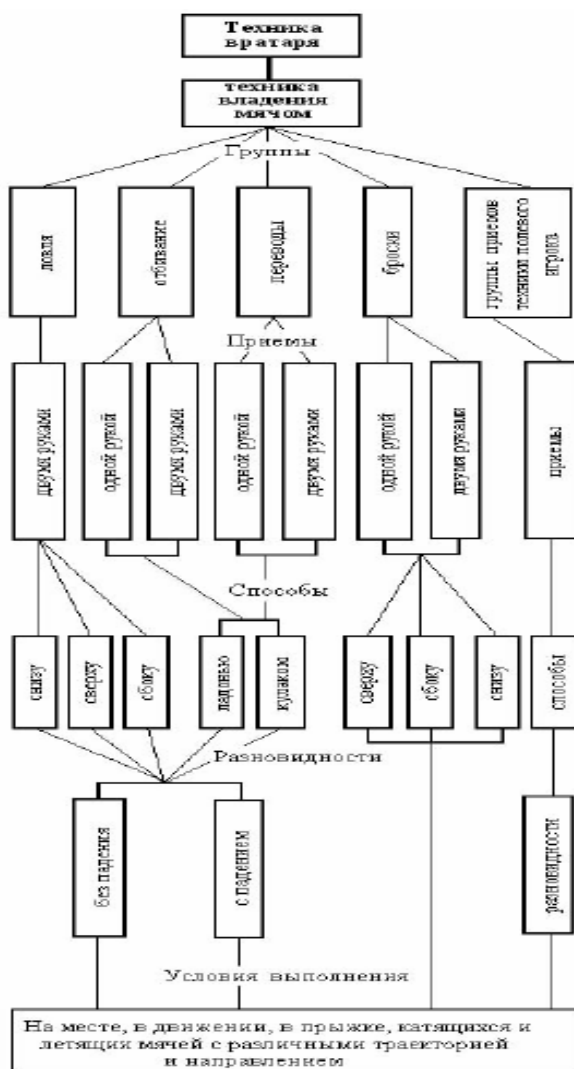 Техника
вратаря
техника
владения
мячом
Группы
ловля
отбивание
переводы
броски
группы приемов
техники полевого
игрока
Приемы
двумя руками
одной рукой
двумя руками
одной рукой
двумя руками
одной рукой
двумя руками
приемы
Способы
снизу
сверху
сбоку
ладонью
кулаком
сверху
сбоку
снизу
способы
Разновидности
без падения
с падением
разновидности
Условия выполнения
На месте, в движении, в прыжке, катящихся и
летящих мячей с различными траекторией
и направлением